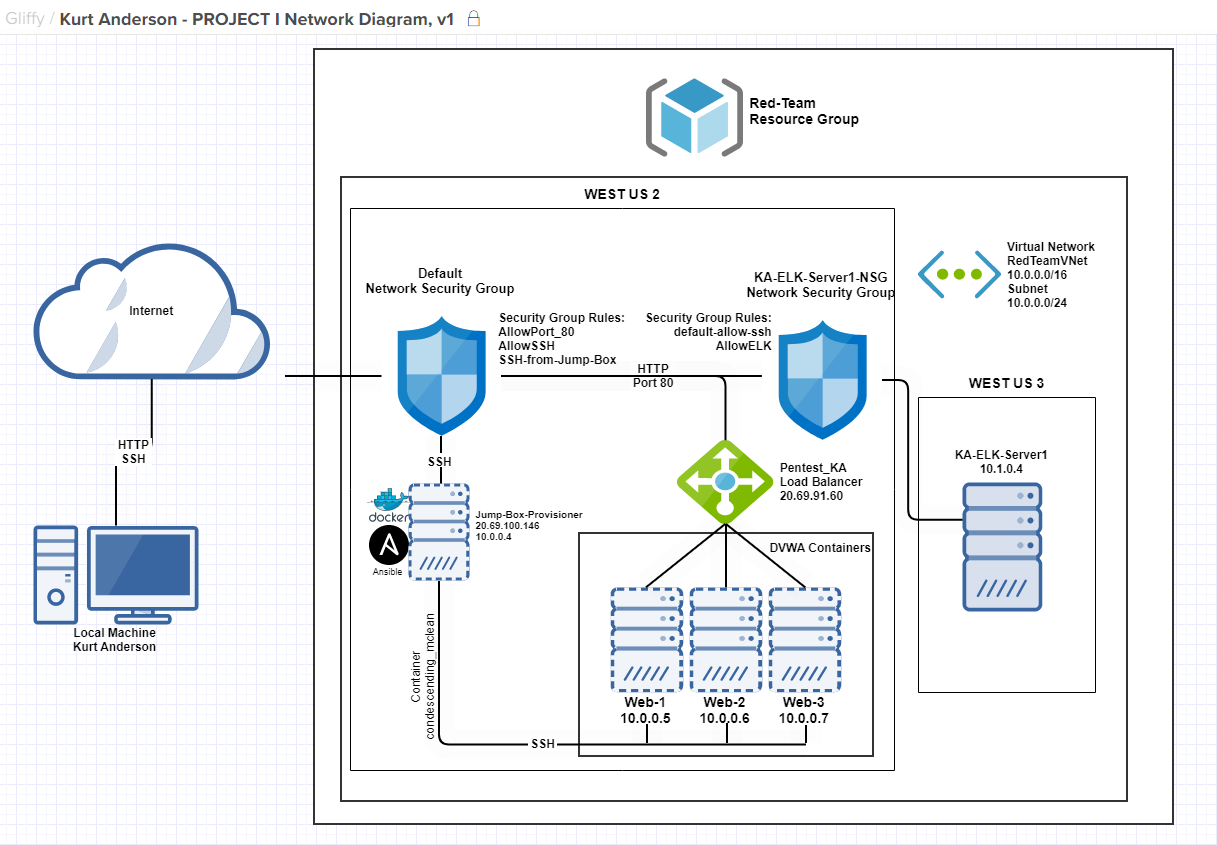 Gliffy / Kurt Anderson - PROJECT I Network Diagram, v1
Red-Team
Resource Group
WEST US 2
Default
Network Security Group
KA-ELK-Server1-NSG
Network Security Group
Virtual Network
RedTeamVNet
10.0.0.0/16
Subnet
10.0.0.0/24
Internet
Security Group Rules:
AllowPort_80
AllowSSH
SSH-from-Jump-Box
Security Group Rules:
default-allow-ssh
AllowELK
HTTP
Port 80
WEST US 3
HTTP
SSH
SSH
KA-ELK-Server1
10.1.0.4
Pentest_KA
Load Balancer
20.69.91.60
docker
Ansible
Jump-Box-Provisioner
20.69.100.146
10.0.0.4
DVWA Containers
Local Machine
Kurt Anderson
Container
condescending_mclean
Web-1
10.0.0.5
Web-2
10.0.0.6
Web-3
10.0.0.7
SSH